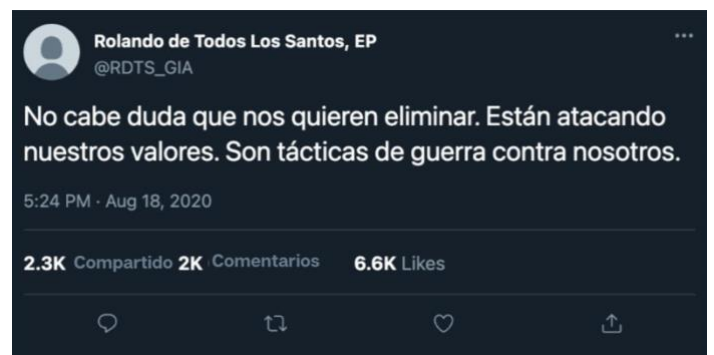 Rolando de Todos Los Santos, EP
@RDTS_GIA
No cabe duda que nos quieren eliminar. Están atacando
nuestros valores. Son tácticas de guerra contra nosotros.
5:24 PM · Aug 18, 2020
2.3K Compartido 2K Comentarios 6.6K Likes